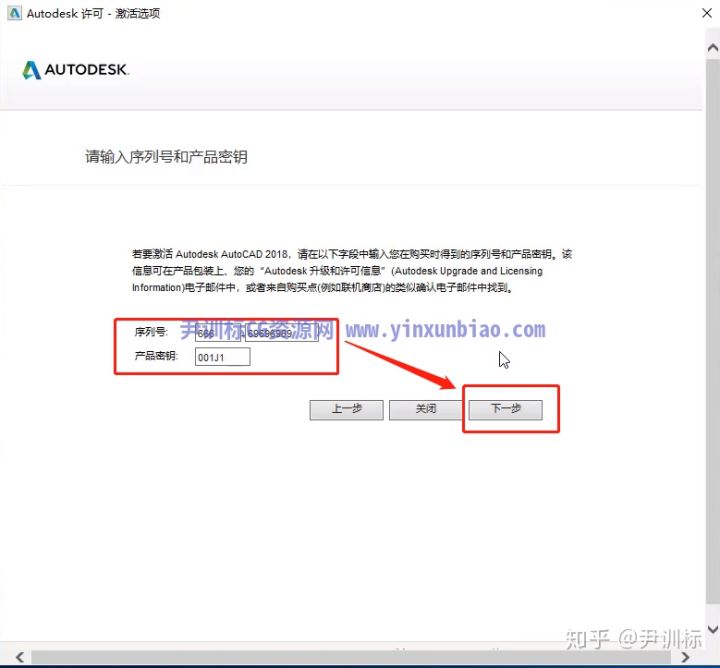 Autodesk 许可 - 激活选项
AUTODESK.
请输入序列号和产品密钥
若要激活 Autodesk AutoCAD 2018，请在以下字段中输入您在购买时得到的序列号和产品密钥。该
信息可在产品包装上、您的“Autodesk 升级和许可信息”(Autodesk Upgrade and Licensing
Information)电子邮件中，或者来自购买点(例如联机商店)的类似确认电子邮件中找到。
序列号: 666 - 69696969
尹训标CG资源网 www.yinxunbiao.com
产品密钥: 001J1
上一步 关闭 下一步
知乎 @尹训标